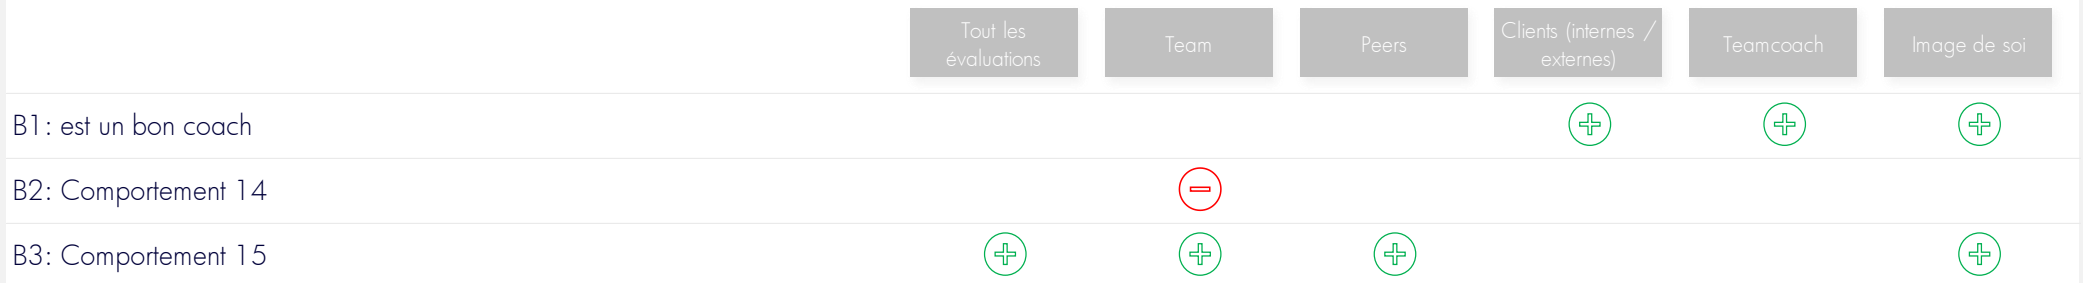 Tout les
évaluations
Team
Peers
Clients (internes /
externes)
Teamcoach
Image de soi
B1: est un bon coach
B2: Comportement 14
B3: Comportement 15